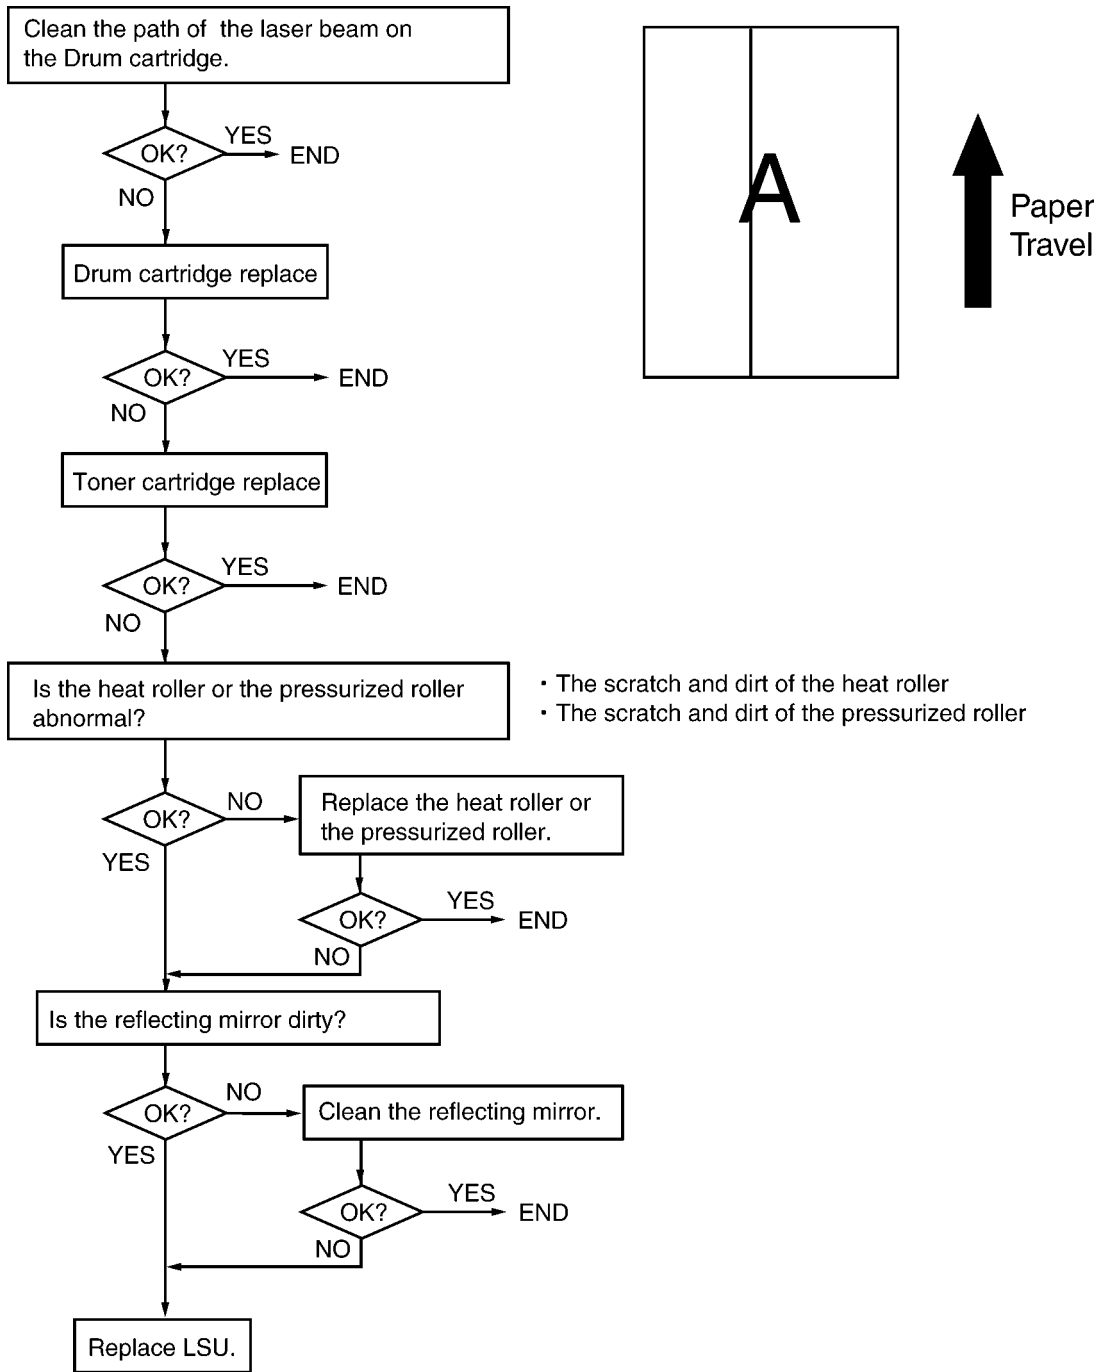 Clean the path of  the laser beam on
the Drum cartridge.
OK?
YES
END
NO
Drum cartridge replace
OK?
YES
END
NO
Toner cartridge replace
OK?
YES
END
NO
Is the heat roller or the pressurized roller
abnormal?
· The scratch and dirt of the heat roller
· The scratch and dirt of the pressurized roller
OK?
NO
YES
Replace the heat roller or
the pressurized roller.
OK?
YES
END
NO
Is the reflecting mirror dirty?
OK?
NO
YES
Clean the reflecting mirror.
OK?
YES
END
NO
Replace LSU.
A
Paper
Travel